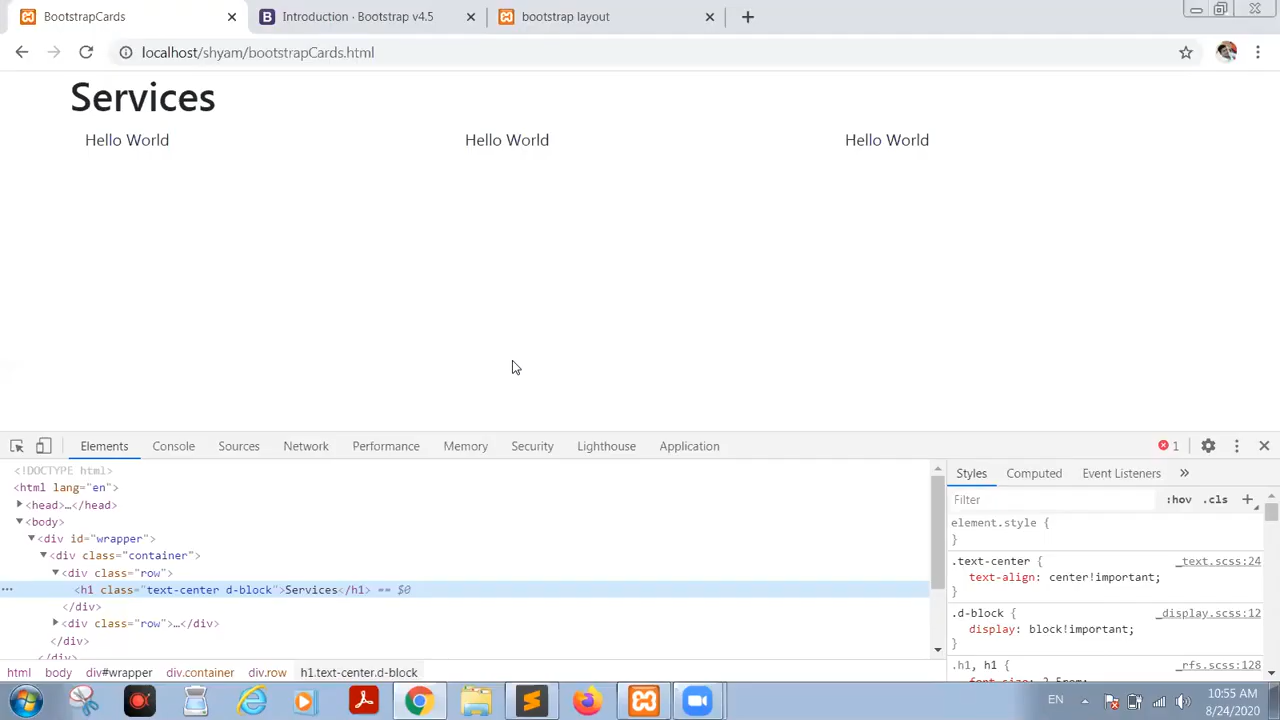 BootstrapCards
Introduction · Bootstrap v4.5
bootstrap layout
localhost/shyam/bootstrapCards.html
Services
Hello World
Hello World
Hello World
Elements
Console
Sources
Network
Performance
Memory
Security
Lighthouse
Application
1
<!DOCTYPE html>
<html lang="en">
<head>…</head>
<body>
<div id="wrapper">
<div class="container">
<div class="row">
<h1 class="text-center d-block">Services</h1> == $0
</div>
<div class="row">…</div>
</div>
</div>
html
body
div#wrapper
div.container
div.row
h1.text-center.d-block
Styles
Computed
Event Listeners
Filter
:hov
.cls
element.style {
}
.text-center {
_text.scss:24
text-align: center!important;
}
.d-block {
_display.scss:12
display: block!important;
}
.h1, h1 {
_rfs.scss:128
font-size: 2.5rem;
EN
10:55 AM
8/24/2020